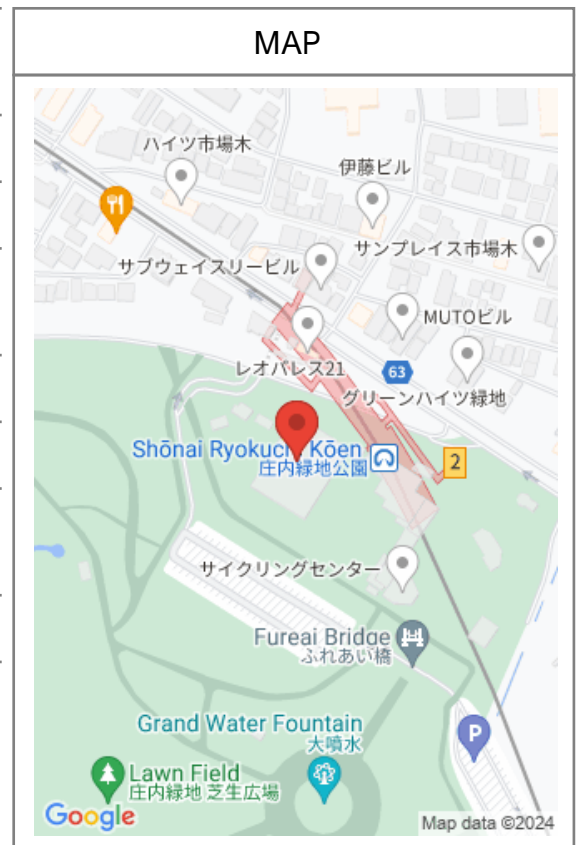 MAP
ハイツ市場木
伊藤ビル
サンプレイス市場木
サブウェイスリービル
MUTOビル
レオパレス21
63
グリーンハイツ緑地
Shōnai Ryokuchi Kōen
庄内緑地公園
2
サイクリングセンター
Fureai Bridge
ふれあい橋
Grand Water Fountain
大噴水
P
Lawn Field
庄内緑地 芝生広場
Google
Map data ©2024